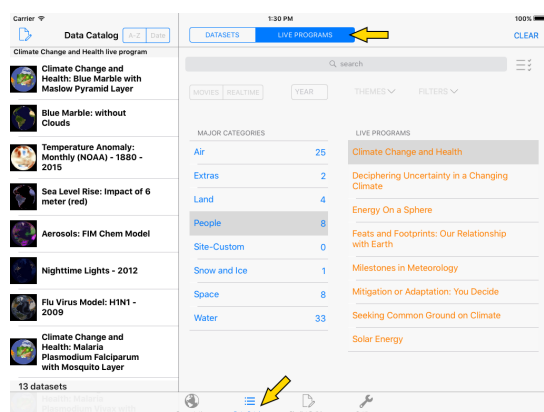 Carrier
1:30 PM
100%
Data Catalog
A-Z
Date
DATASETS
LIVE PROGRAMS
CLEAR
Climate Change and Health live program
Climate Change and
Health: Blue Marble with
Maslow Pyramid Layer
Blue Marble: without
Clouds
Temperature Anomaly:
Monthly (NOAA) - 1880 -
2015
Sea Level Rise: Impact of 6
meter (red)
Aerosols: FIM Chem Model
Nighttime Lights - 2012
Flu Virus Model: H1N1 -
2009
Climate Change and
Health: Malaria
Plasmodium Falciparum
with Mosquito Layer
13 datasets
Health: Malaria
search
MOVIES
REALTIME
YEAR
THEMES
FILTERS
MAJOR CATEGORIES
Air 25
Extras 2
Land 4
People 8
Site-Custom 0
Snow and Ice 1
Space 8
Water 33
LIVE PROGRAMS
Climate Change and Health
Deciphering Uncertainty in a Changing
Climate
Energy On a Sphere
Feats and Footprints: Our Relationship
with Earth
Milestones in Meteorology
Mitigation or Adaptation: You Decide
Seeking Common Ground on Climate
Solar Energy